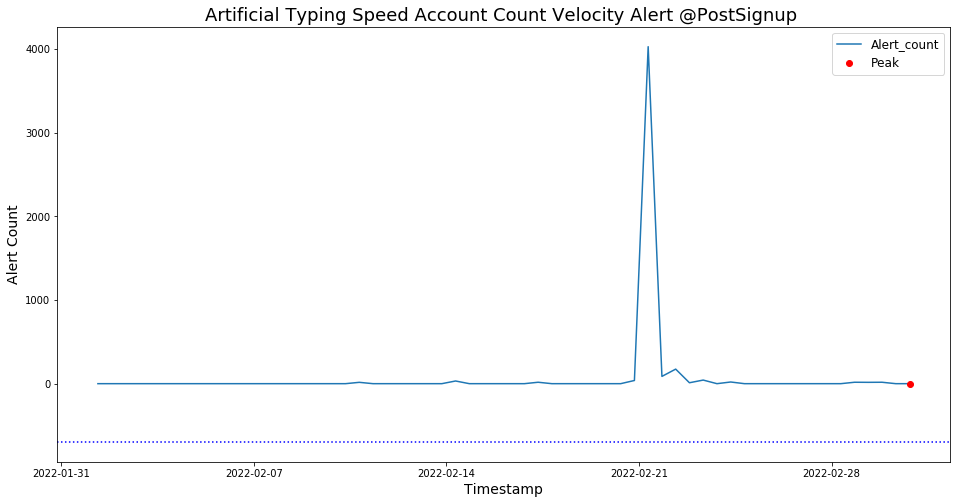 Artificial Typing Speed Account Count Velocity Alert @PostSignup
Alert_count
Peak
4000
3000
2000
1000
0
Alert Count
2022-01-31
2022-02-07
2022-02-14
2022-02-21
2022-02-28
Timestamp